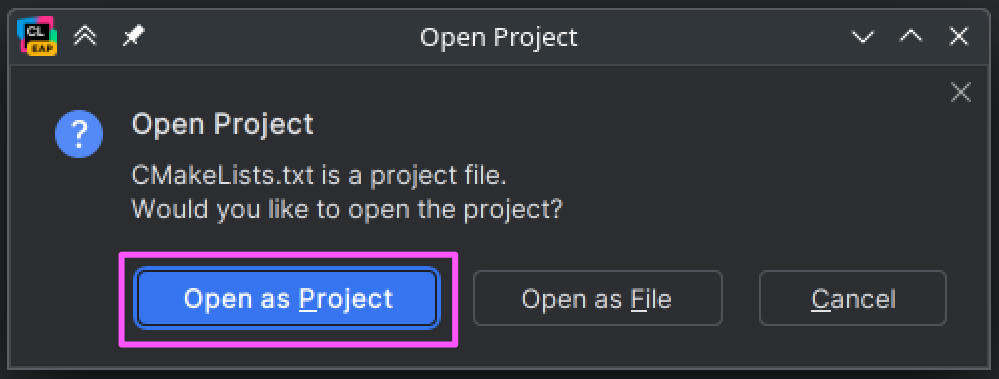 CL
EAP
Open Project
Open Project
?
CMakeLists.txt is a project file.
Would you like to open the project?
Open as Project
Open as File
Cancel